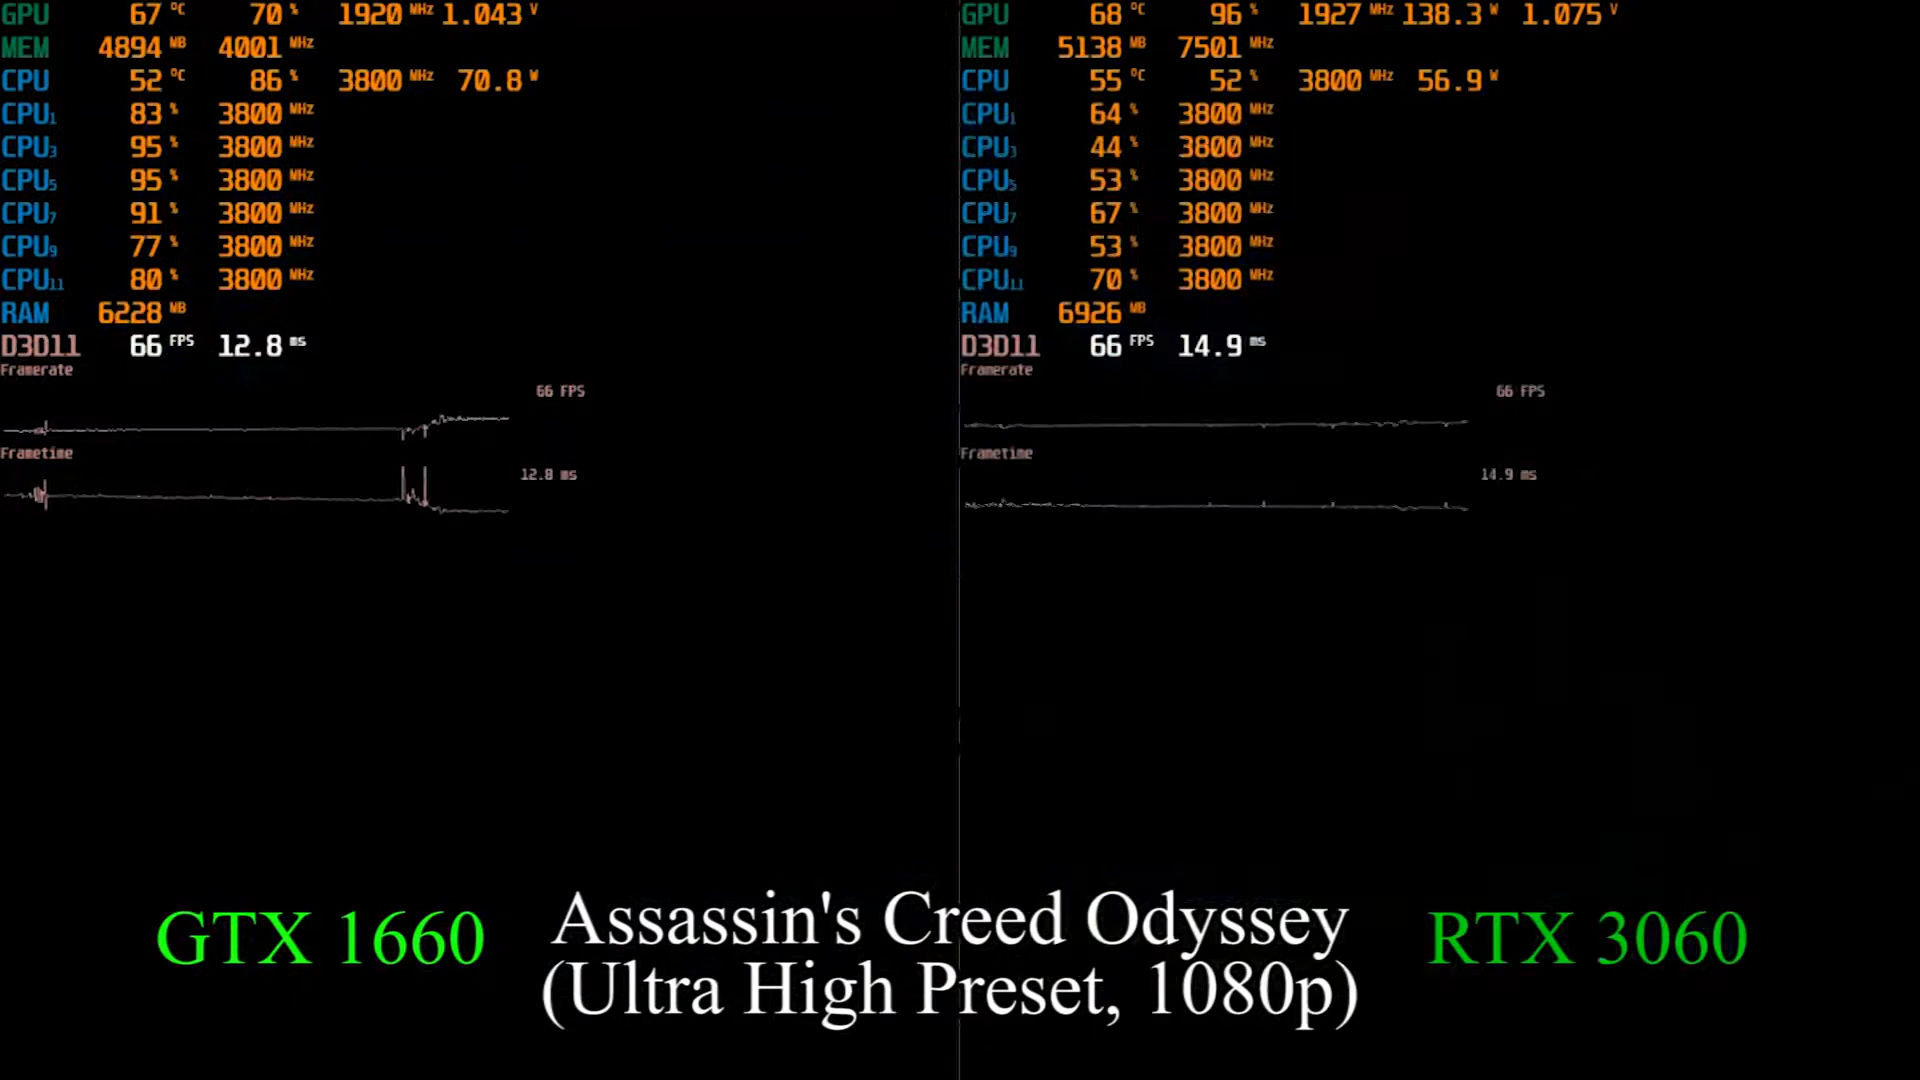 GPU 67 °C 70 % 1920 MHz 1.043 V
MEM 4894 MB 4001 MHz
CPU 52 °C 86 % 3800 MHz 70.8 W
CPU1 83 % 3800 MHz
CPU3 95 % 3800 MHz
CPU5 95 % 3800 MHz
CPU7 91 % 3800 MHz
CPU9 77 % 3800 MHz
CPU11 80 % 3800 MHz
RAM 6228 MB
D3D11 66 FPS 12.8 ms
Framerate
66 FPS
Frametime
12.8 ms
GPU 68 °C 96 % 1927 MHz 138.3 W 1.075 V
MEM 5138 MB 7501 MHz
CPU 55 °C 52 % 3800 MHz 56.9 W
CPU1 64 % 3800 MHz
CPU3 44 % 3800 MHz
CPU5 53 % 3800 MHz
CPU7 67 % 3800 MHz
CPU9 53 % 3800 MHz
CPU11 70 % 3800 MHz
RAM 6926 MB
D3D11 66 FPS 14.9 ms
Framerate
66 FPS
Frametime
14.9 ms
GTX 1660
Assassin's Creed Odyssey
(Ultra High Preset, 1080p)
RTX 3060